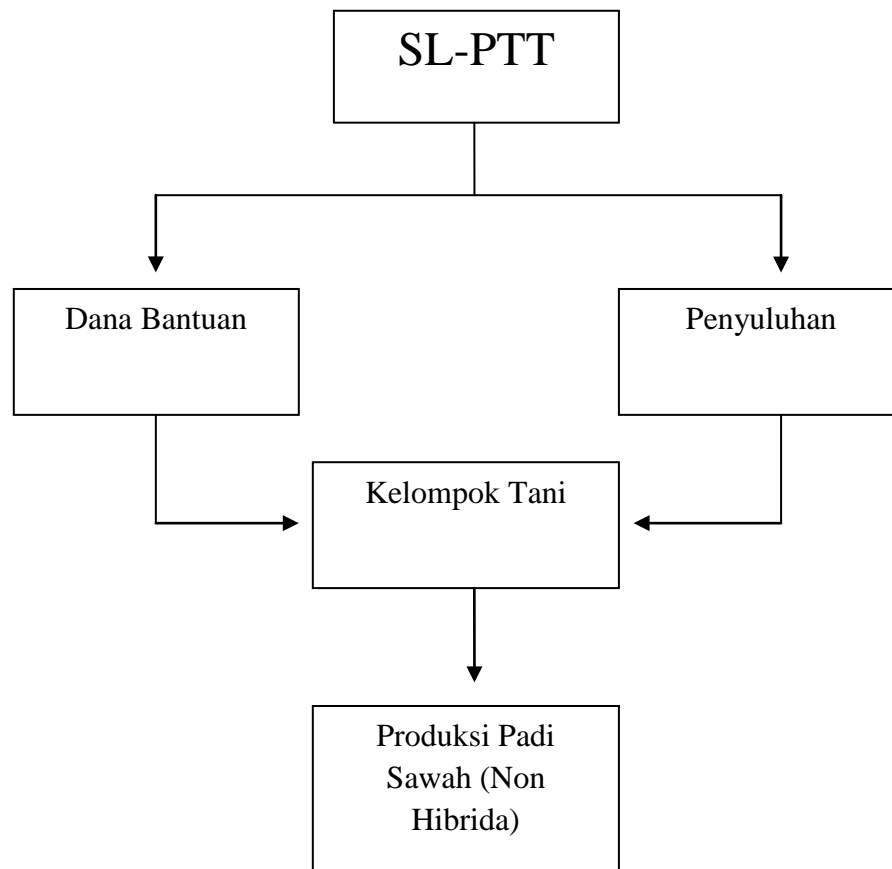 SL-PTT
Dana Bantuan
Penyuluhan
Kelompok Tani
Produksi Padi
Sawah (Non
Hibrida)